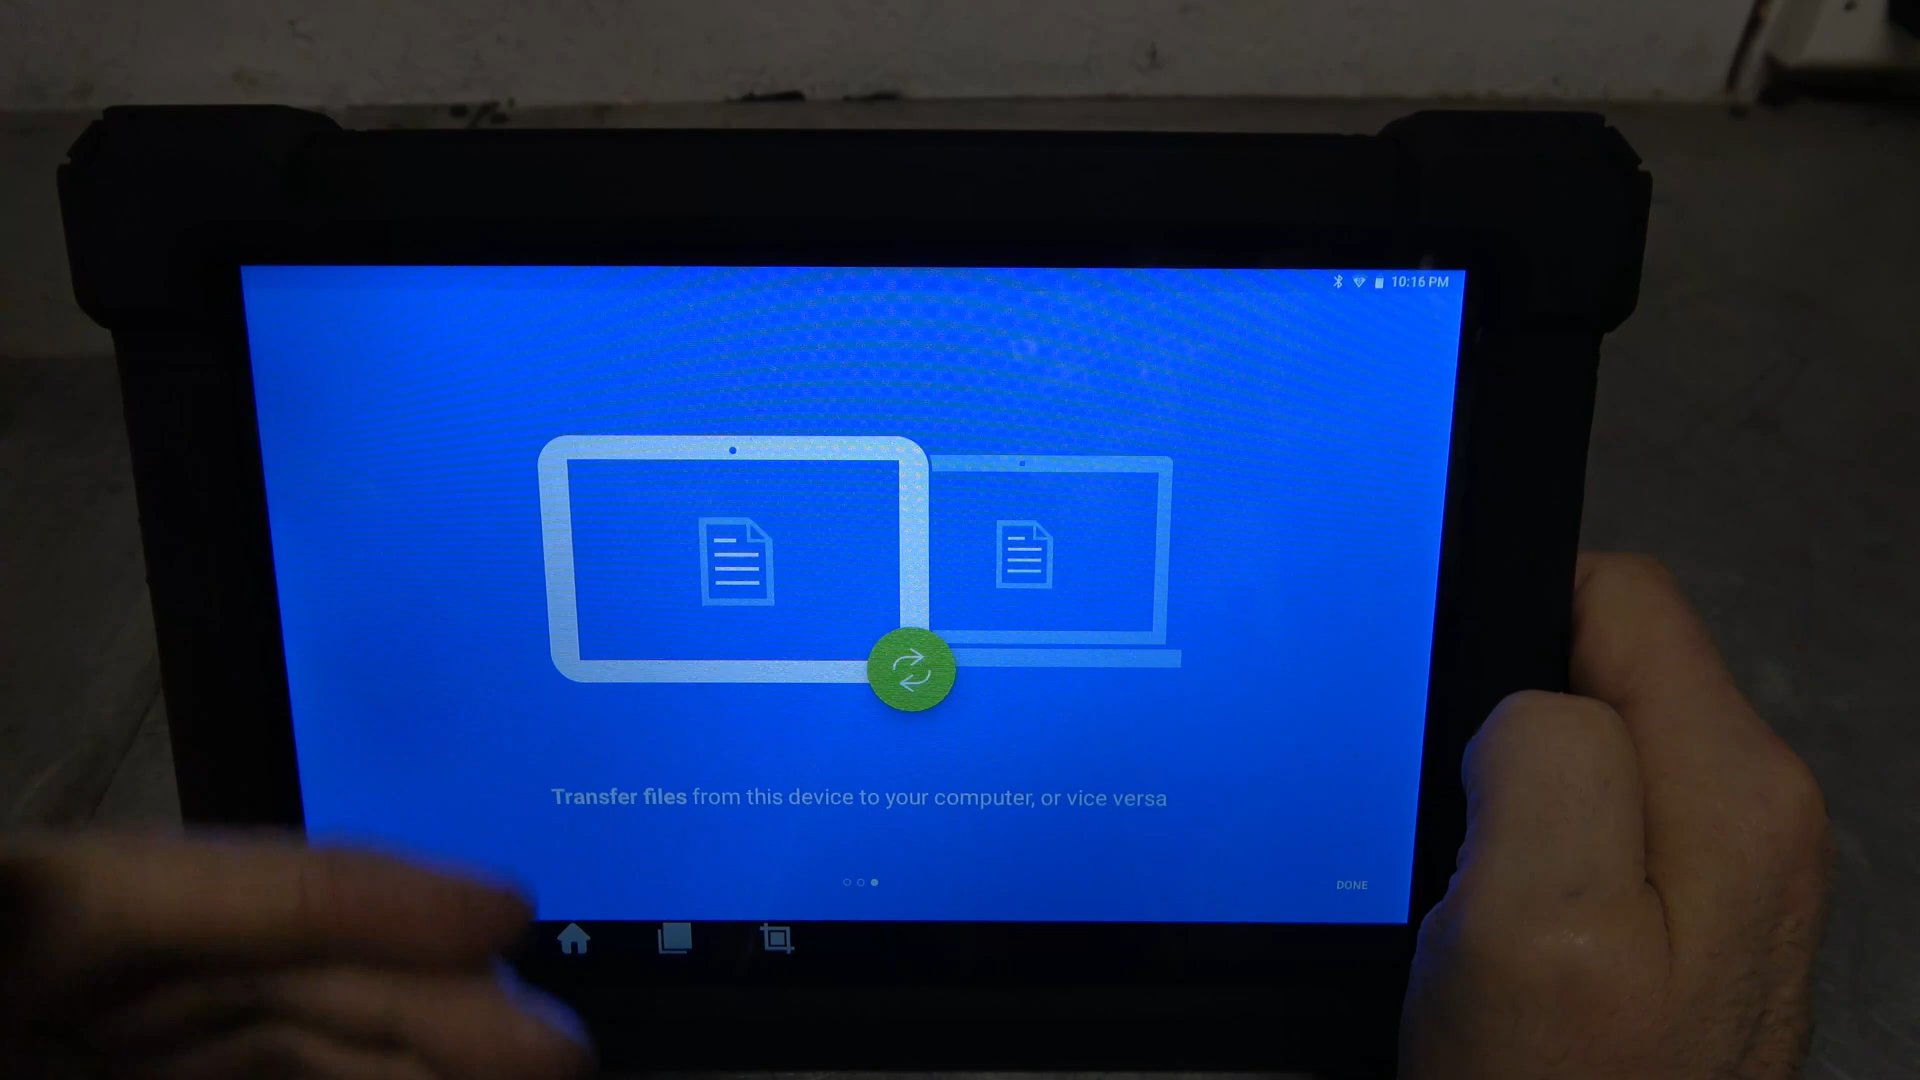 10:16 PM
Transfer files from this device to your computer, or vice versa
DONE